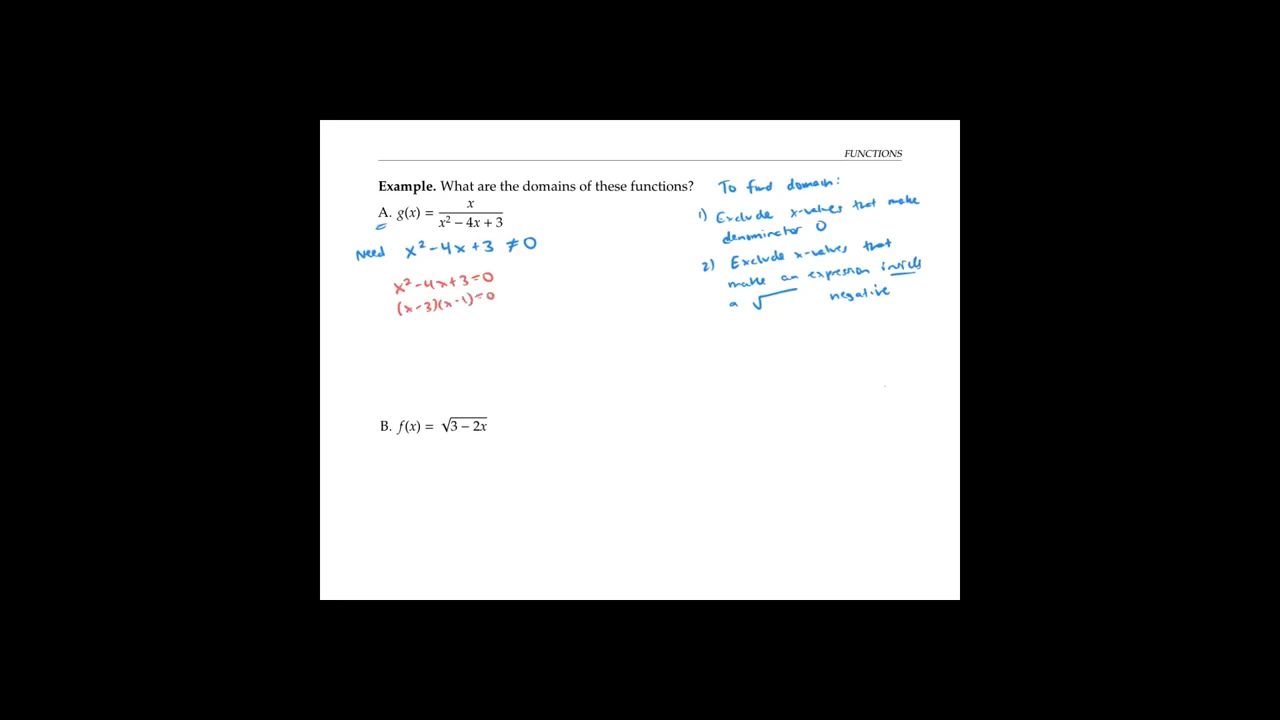 FUNCTIONS
Example. What are the domains of these functions?
A. g(x) = x / (x² − 4x + 3)
Need x² − 4x + 3 ≠ 0
x² − 4x + 3 = 0
(x − 3)(x − 1) = 0
To find domain:
1) Exclude x-values that make
denominator 0
2) Exclude x-values that
make an expression inside
a √ negative
B. f(x) = √(3 − 2x)